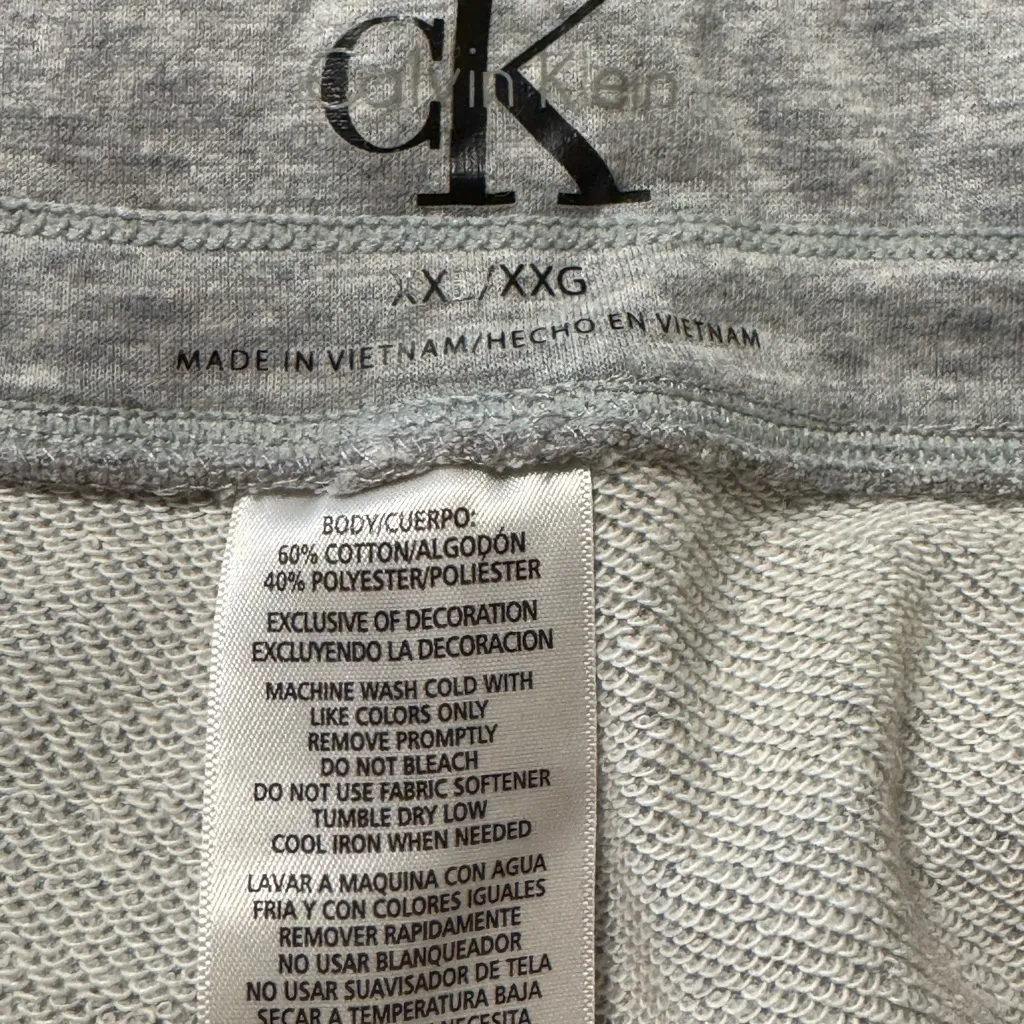 CK
Calvin Klein
XXL/XXG
MADE IN VIETNAM/HECHO EN VIETNAM
BODY/CUERPO:
60% COTTON/ALGODÓN
40% POLYESTER/POLIÉSTER
EXCLUSIVE OF DECORATION
EXCLUYENDO LA DECORACION
MACHINE WASH COLD WITH
LIKE COLORS ONLY
REMOVE PROMPTLY
DO NOT BLEACH
DO NOT USE FABRIC SOFTENER
TUMBLE DRY LOW
COOL IRON WHEN NEEDED
LAVAR A MAQUINA CON AGUA
FRIA Y CON COLORES IGUALES
REMOVER RAPIDAMENTE
NO USAR BLANQUEADOR
NO USAR SUAVISADOR DE TELA
SECAR A TEMPERATURA BAJA
NECESITA